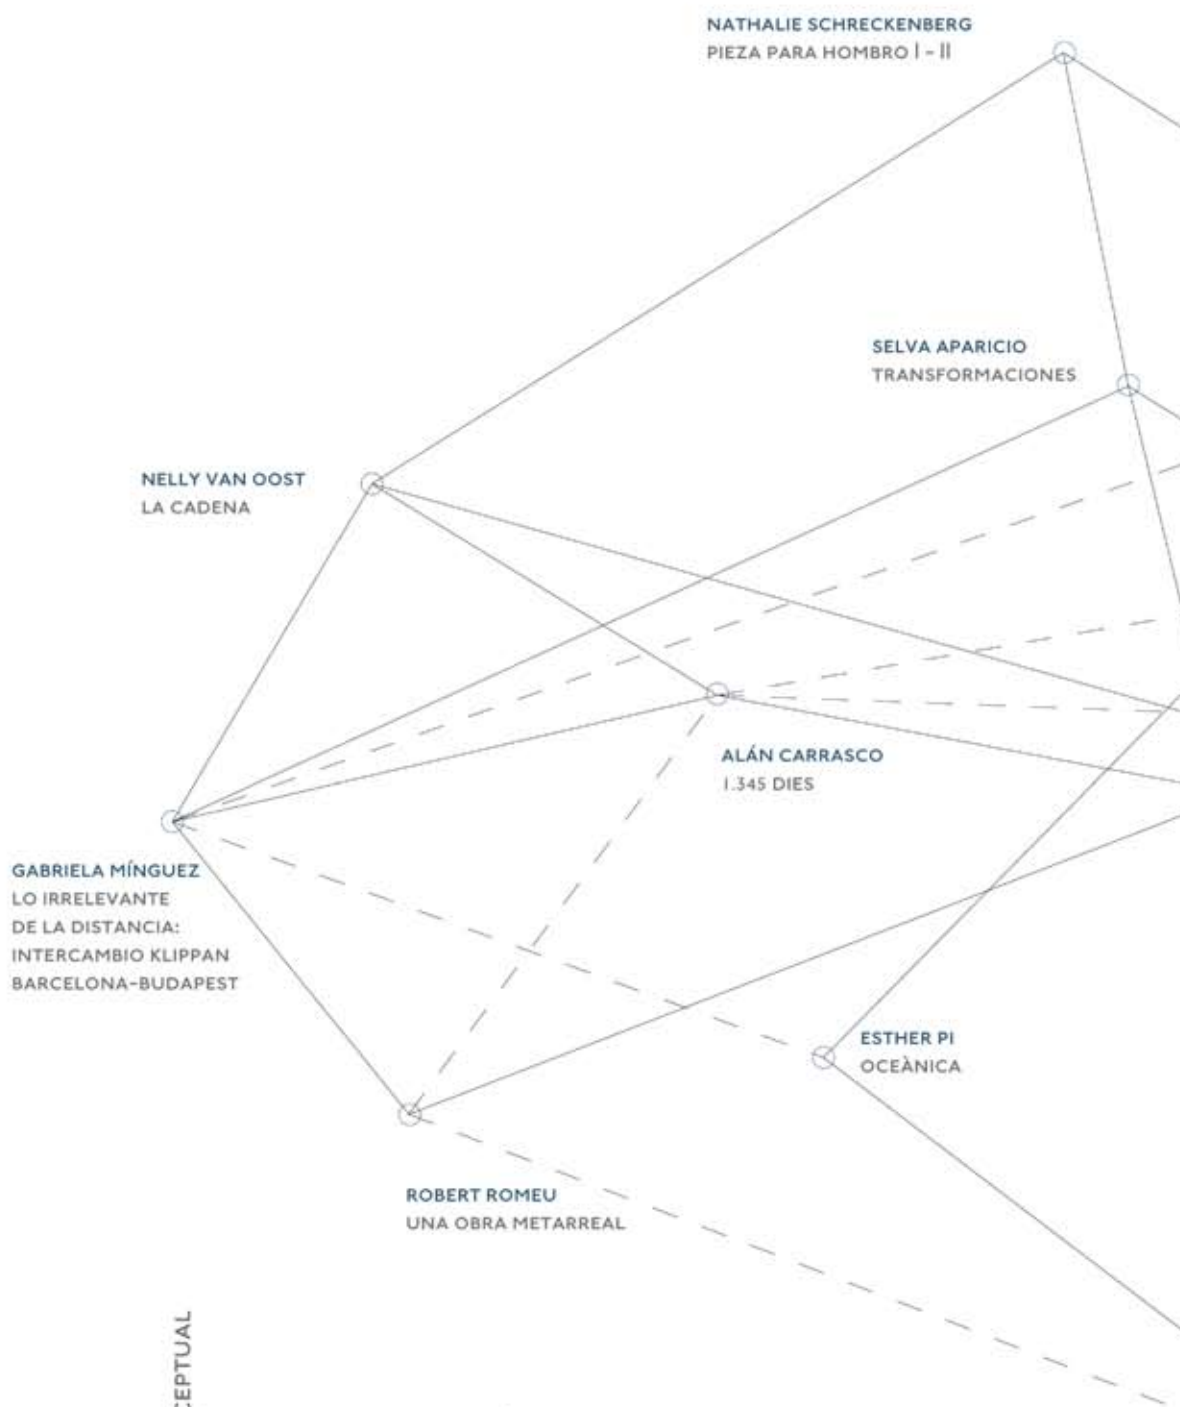 NATHALIE SCHRECKENBERG
PIEZA PARA HOMBRO I - II
SELVA APARICIO
TRANSFORMACIONES
NELLY VAN OOST
LA CADENA
ALÁN CARRASCO
1.345 DIES
GABRIELA MÍNGUEZ
LO IRRELEVANTE
DE LA DISTANCIA:
INTERCAMBIO KLIPPAN
BARCELONA-BUDAPEST
ESTHER PI
OCEÀNICA
ROBERT ROMEU
UNA OBRA METARREAL
CEPTUAL